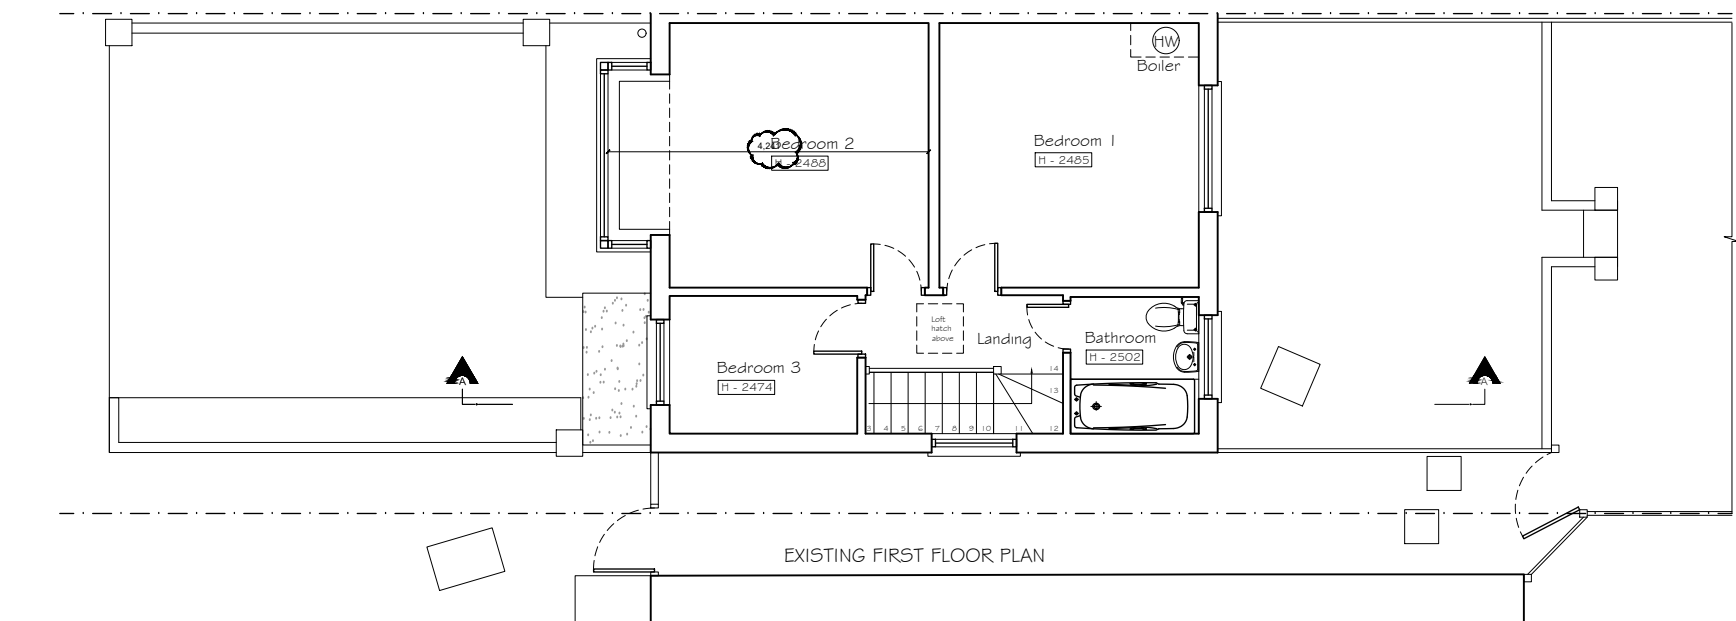 HW
Boiler
Bedroom 2
H - 2488
Bedroom 1
H - 2485
Loft
hatch
above
Landing
Bathroom
H - 2502
Bedroom 3
H - 2474
14
13
3 4 5 6 7 8 9 10 11 12
EXISTING FIRST FLOOR PLAN